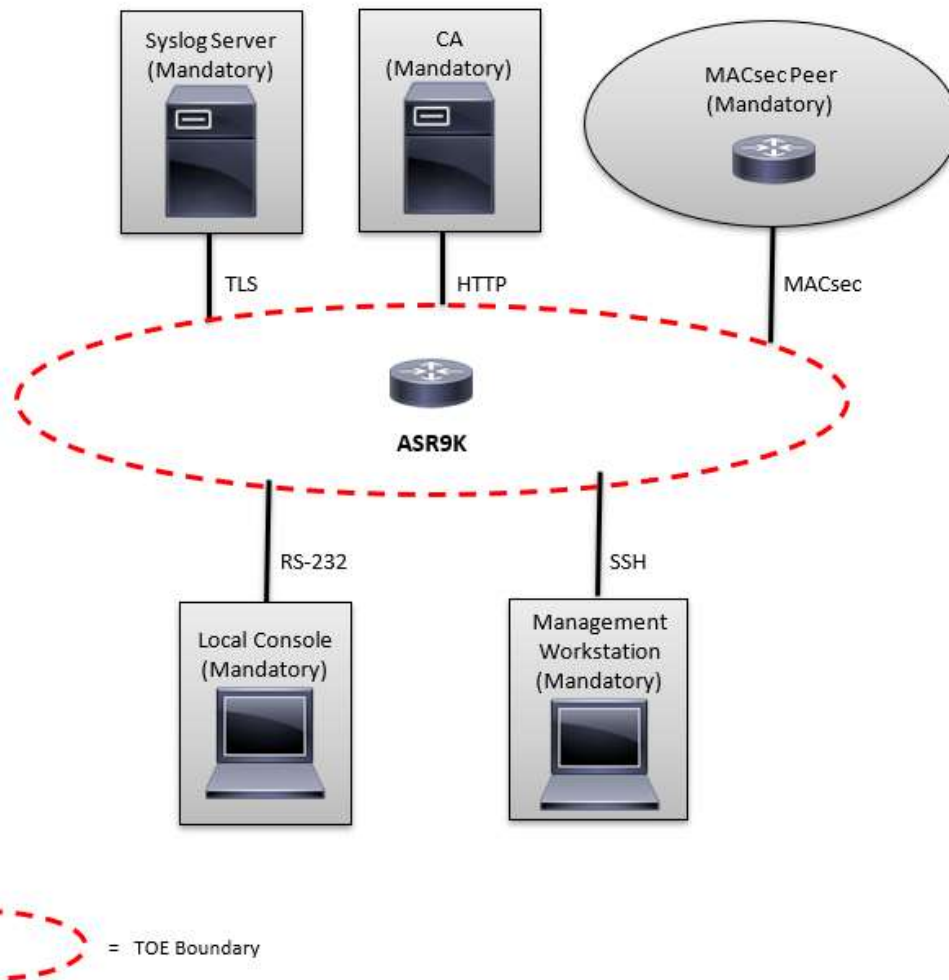 Syslog Server
(Mandatory)
CA
(Mandatory)
MACsec Peer
(Mandatory)
TLS
HTTP
MACsec
ASR9K
RS-232
SSH
Local Console
(Mandatory)
Management
Workstation
(Mandatory)
= TOE Boundary